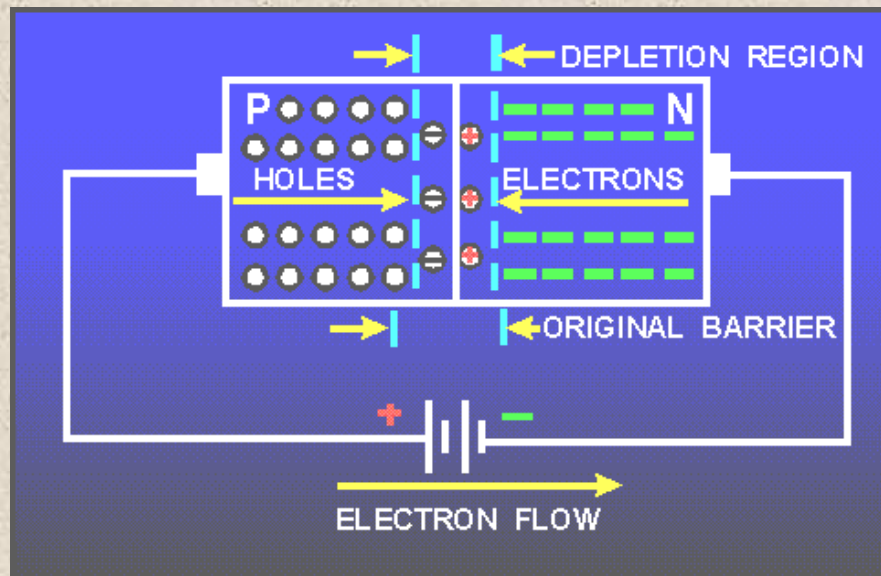 DEPLETION REGION
P N
HOLES ELECTRONS
ORIGINAL BARRIER
+ −
ELECTRON FLOW